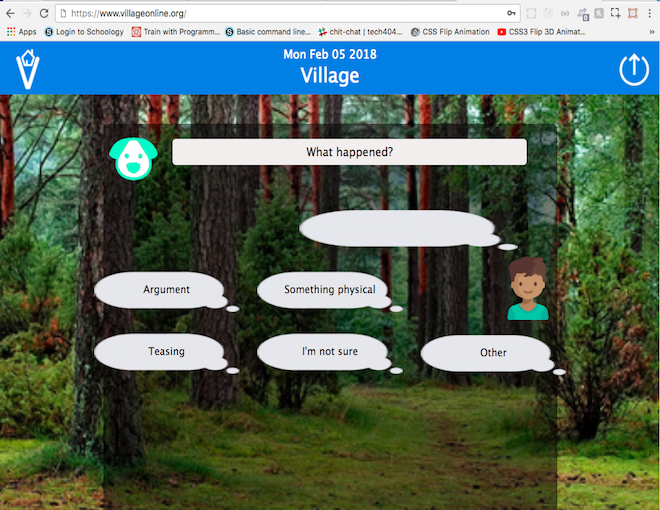 https://www.villageonline.org/
Apps Login to Schoology Train with Programm... Basic command line... chit-chat | tech404... CSS Flip Animation CSS3 Flip 3D Animat... »
Mon Feb 05 2018
Village
What happened?
Argument
Something physical
Teasing
I'm not sure
Other